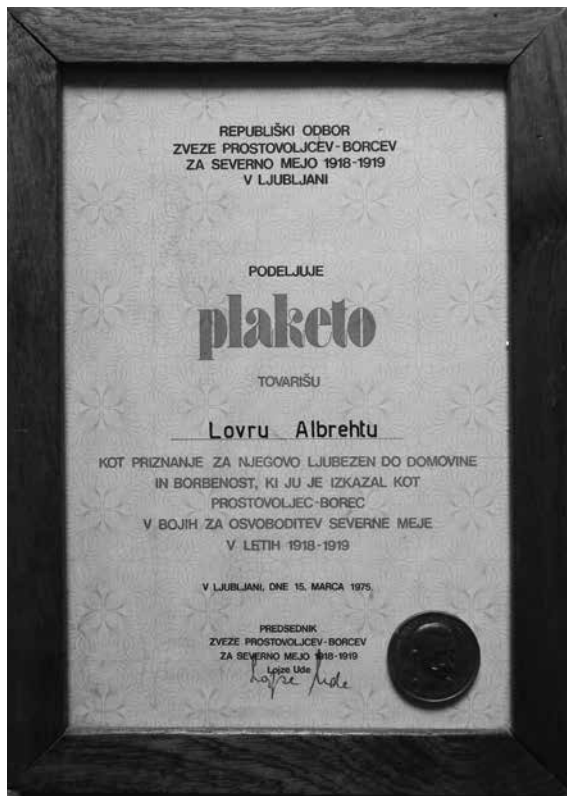 REPUBLIŠKI ODBOR
ZVEZE PROSTOVOLJCEV-BORCEV
ZA SEVERNO MEJO 1918-1919
V LJUBLJANI
PODELJUJE
plaketo
TOVARIŠU
Lovru Albrehtu
KOT PRIZNANJE ZA NJEGOVO LJUBEZEN DO DOMOVINE
IN BORBENOST, KI JU JE IZKAZAL KOT
PROSTOVOLJEC-BOREC
V BOJIH ZA OSVOBODITEV SEVERNE MEJE
V LETIH 1918-1919
V LJUBLJANI, DNE 15. MARCA 1975
PREDSEDNIK
ZVEZE PROSTOVOLJCEV-BORCEV
ZA SEVERNO MEJO 1918-1919
Lojze Ude
Lojze Ude